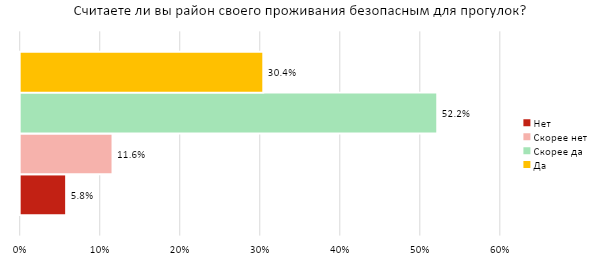 Считаете ли вы район своего проживания безопасным для прогулок?
30.4%
52.2%
11.6%
5.8%
Нет
Скорее нет
Скорее да
Да
0% 10% 20% 30% 40% 50% 60%